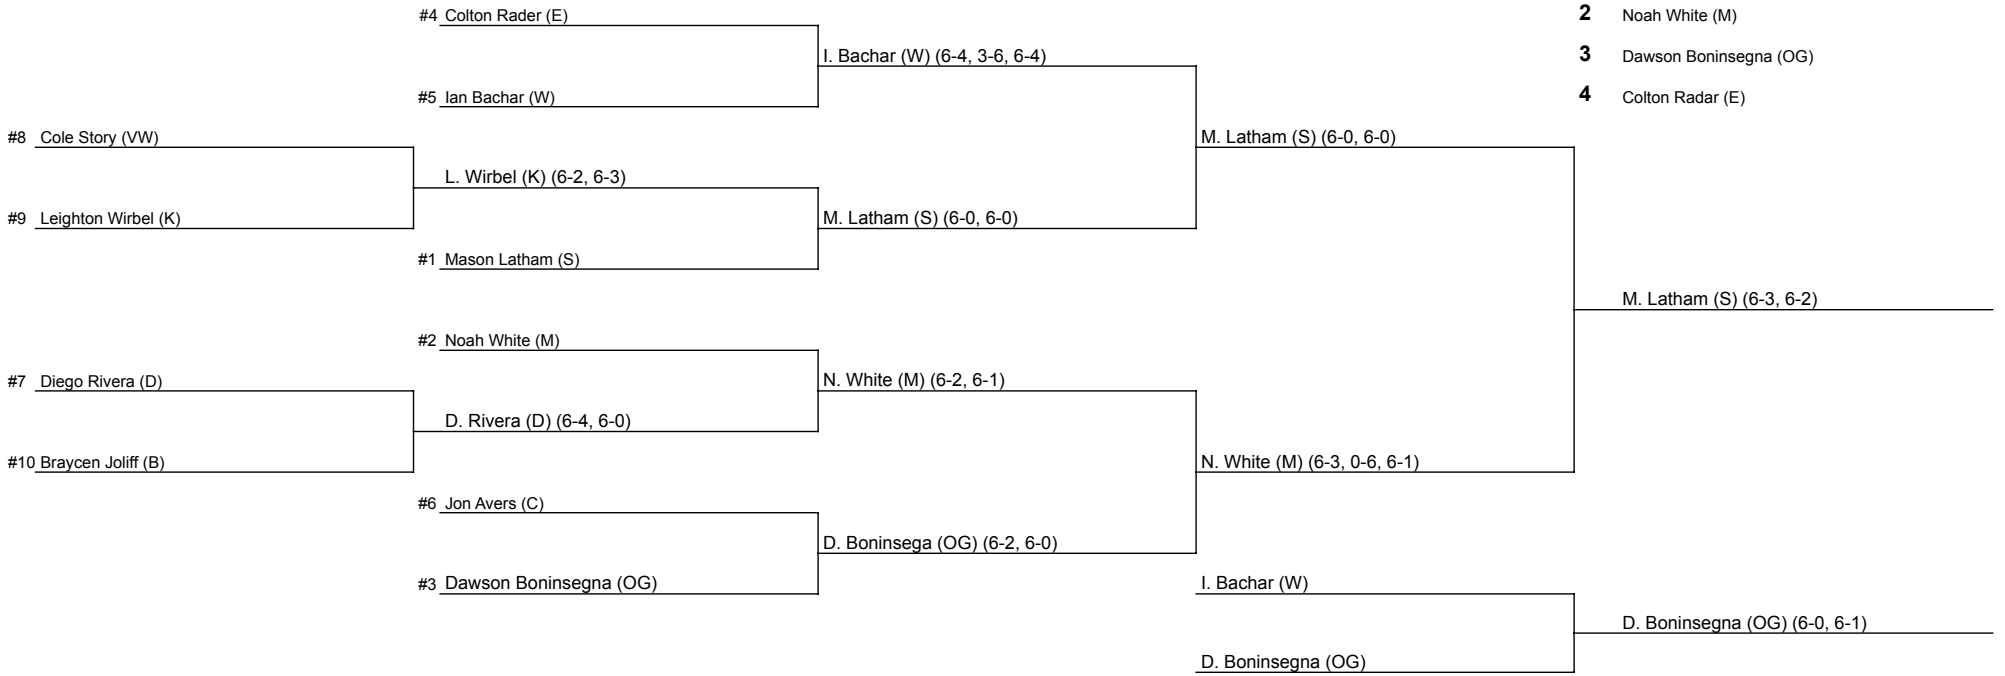 #4 Colton Rader (E)
2 Noah White (M)
I. Bachar (W) (6-4, 3-6, 6-4)
3 Dawson Boninsegna (OG)
#5 Ian Bachar (W)
4 Colton Radar (E)
#8 Cole Story (VW)
M. Latham (S) (6-0, 6-0)
L. Wirbel (K) (6-2, 6-3)
#9 Leighton Wirbel (K)
M. Latham (S) (6-0, 6-0)
#1 Mason Latham (S)
M. Latham (S) (6-3, 6-2)
#2 Noah White (M)
#7 Diego Rivera (D)
N. White (M) (6-2, 6-1)
D. Rivera (D) (6-4, 6-0)
#10 Braycen Joliff (B)
N. White (M) (6-3, 0-6, 6-1)
#6 Jon Avers (C)
D. Boninsega (OG) (6-2, 6-0)
#3 Dawson Boninsegna (OG)
I. Bachar (W)
D. Boninsegna (OG) (6-0, 6-1)
D. Boninsegna (OG)